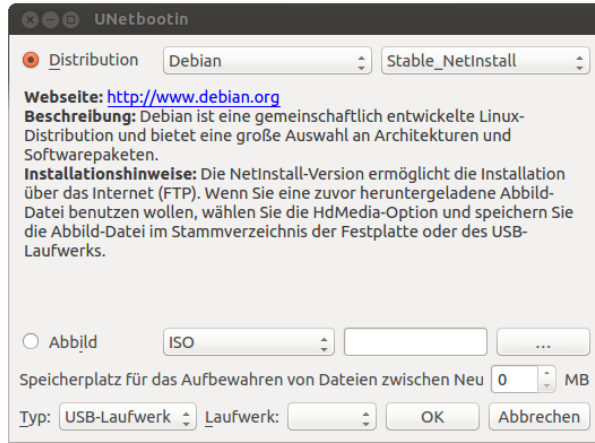 UNetbootin
Distribution Debian Stable_NetInstall
Webseite: http://www.debian.org
Beschreibung: Debian ist eine gemeinschaftlich entwickelte Linux-
Distribution und bietet eine große Auswahl an Architekturen und
Softwarepaketen.
Installationshinweise: Die NetInstall-Version ermöglicht die Installation
über das Internet (FTP). Wenn Sie eine zuvor heruntergeladene Abbild-
Datei benutzen wollen, wählen Sie die HdMedia-Option und speichern Sie
die Abbild-Datei im Stammverzeichnis der Festplatte oder des USB-
Laufwerks.
Abbild ISO ...
Speicherplatz für das Aufbewahren von Dateien zwischen Neu 0 MB
Typ: USB-Laufwerk Laufwerk: OK Abbrechen